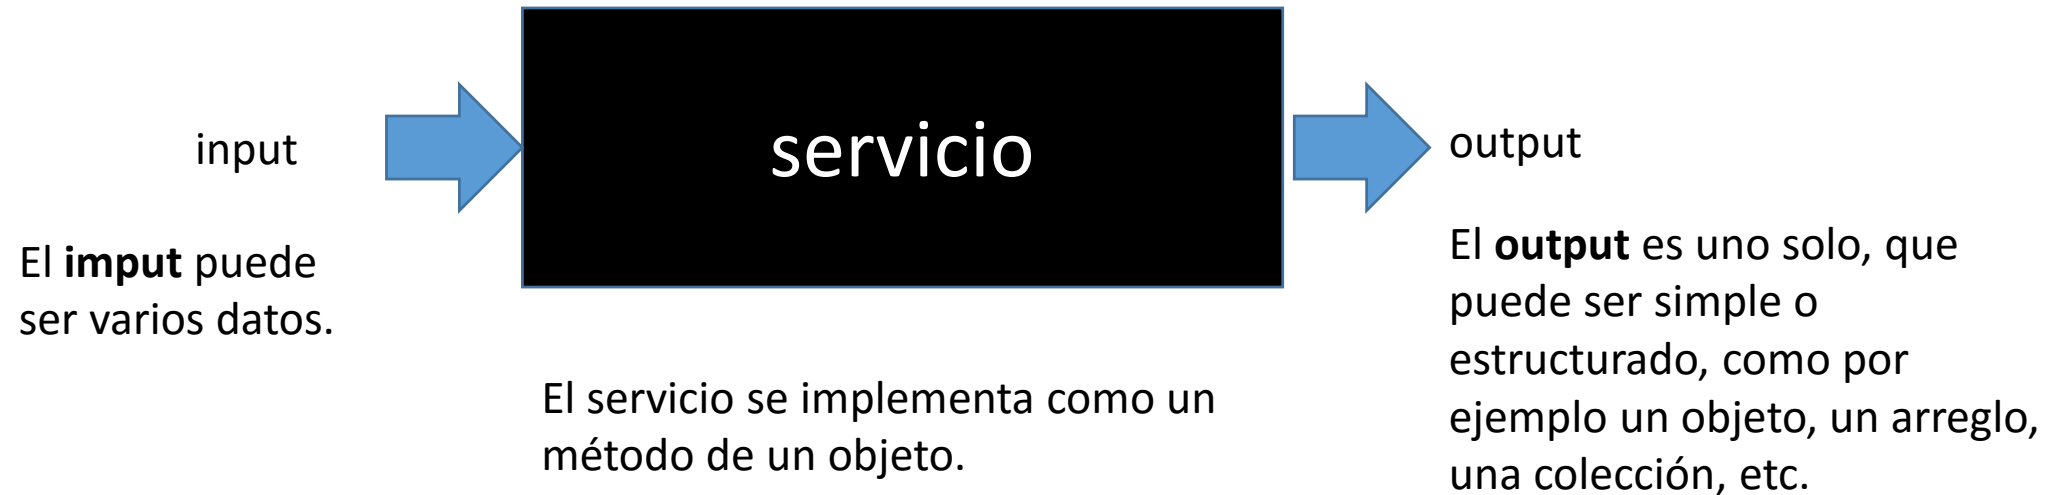 input
servicio
output
El imput puede
ser varios datos.
El servicio se implementa como un
método de un objeto.
El output es uno solo, que
puede ser simple o
estructurado, como por
ejemplo un objeto, un arreglo,
una colección, etc.